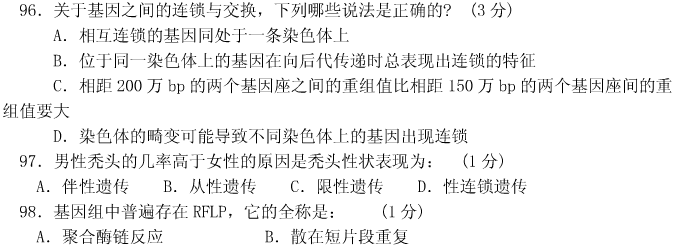 96．关于基因之间的连锁与交换，下列哪些说法是正确的？（3 分）
A．相互连锁的基因同处于一条染色体上
B．位于同一染色体上的基因在向后代传递时总表现出连锁的特征
C．相距 200 万 bp 的两个基因座之间的重组值比相距 150 万 bp 的两个基因座间的重
组值要大
D．染色体的畸变可能导致不同染色体上的基因出现连锁
97．男性秃头的几率高于女性的原因是秃头性状表现为：（1 分）
A．伴性遗传 B．从性遗传 C．限性遗传 D．性连锁遗传
98．基因组中普遍存在 RFLP，它的全称是：（1 分）
A．聚合酶链反应 B．散在短片段重复